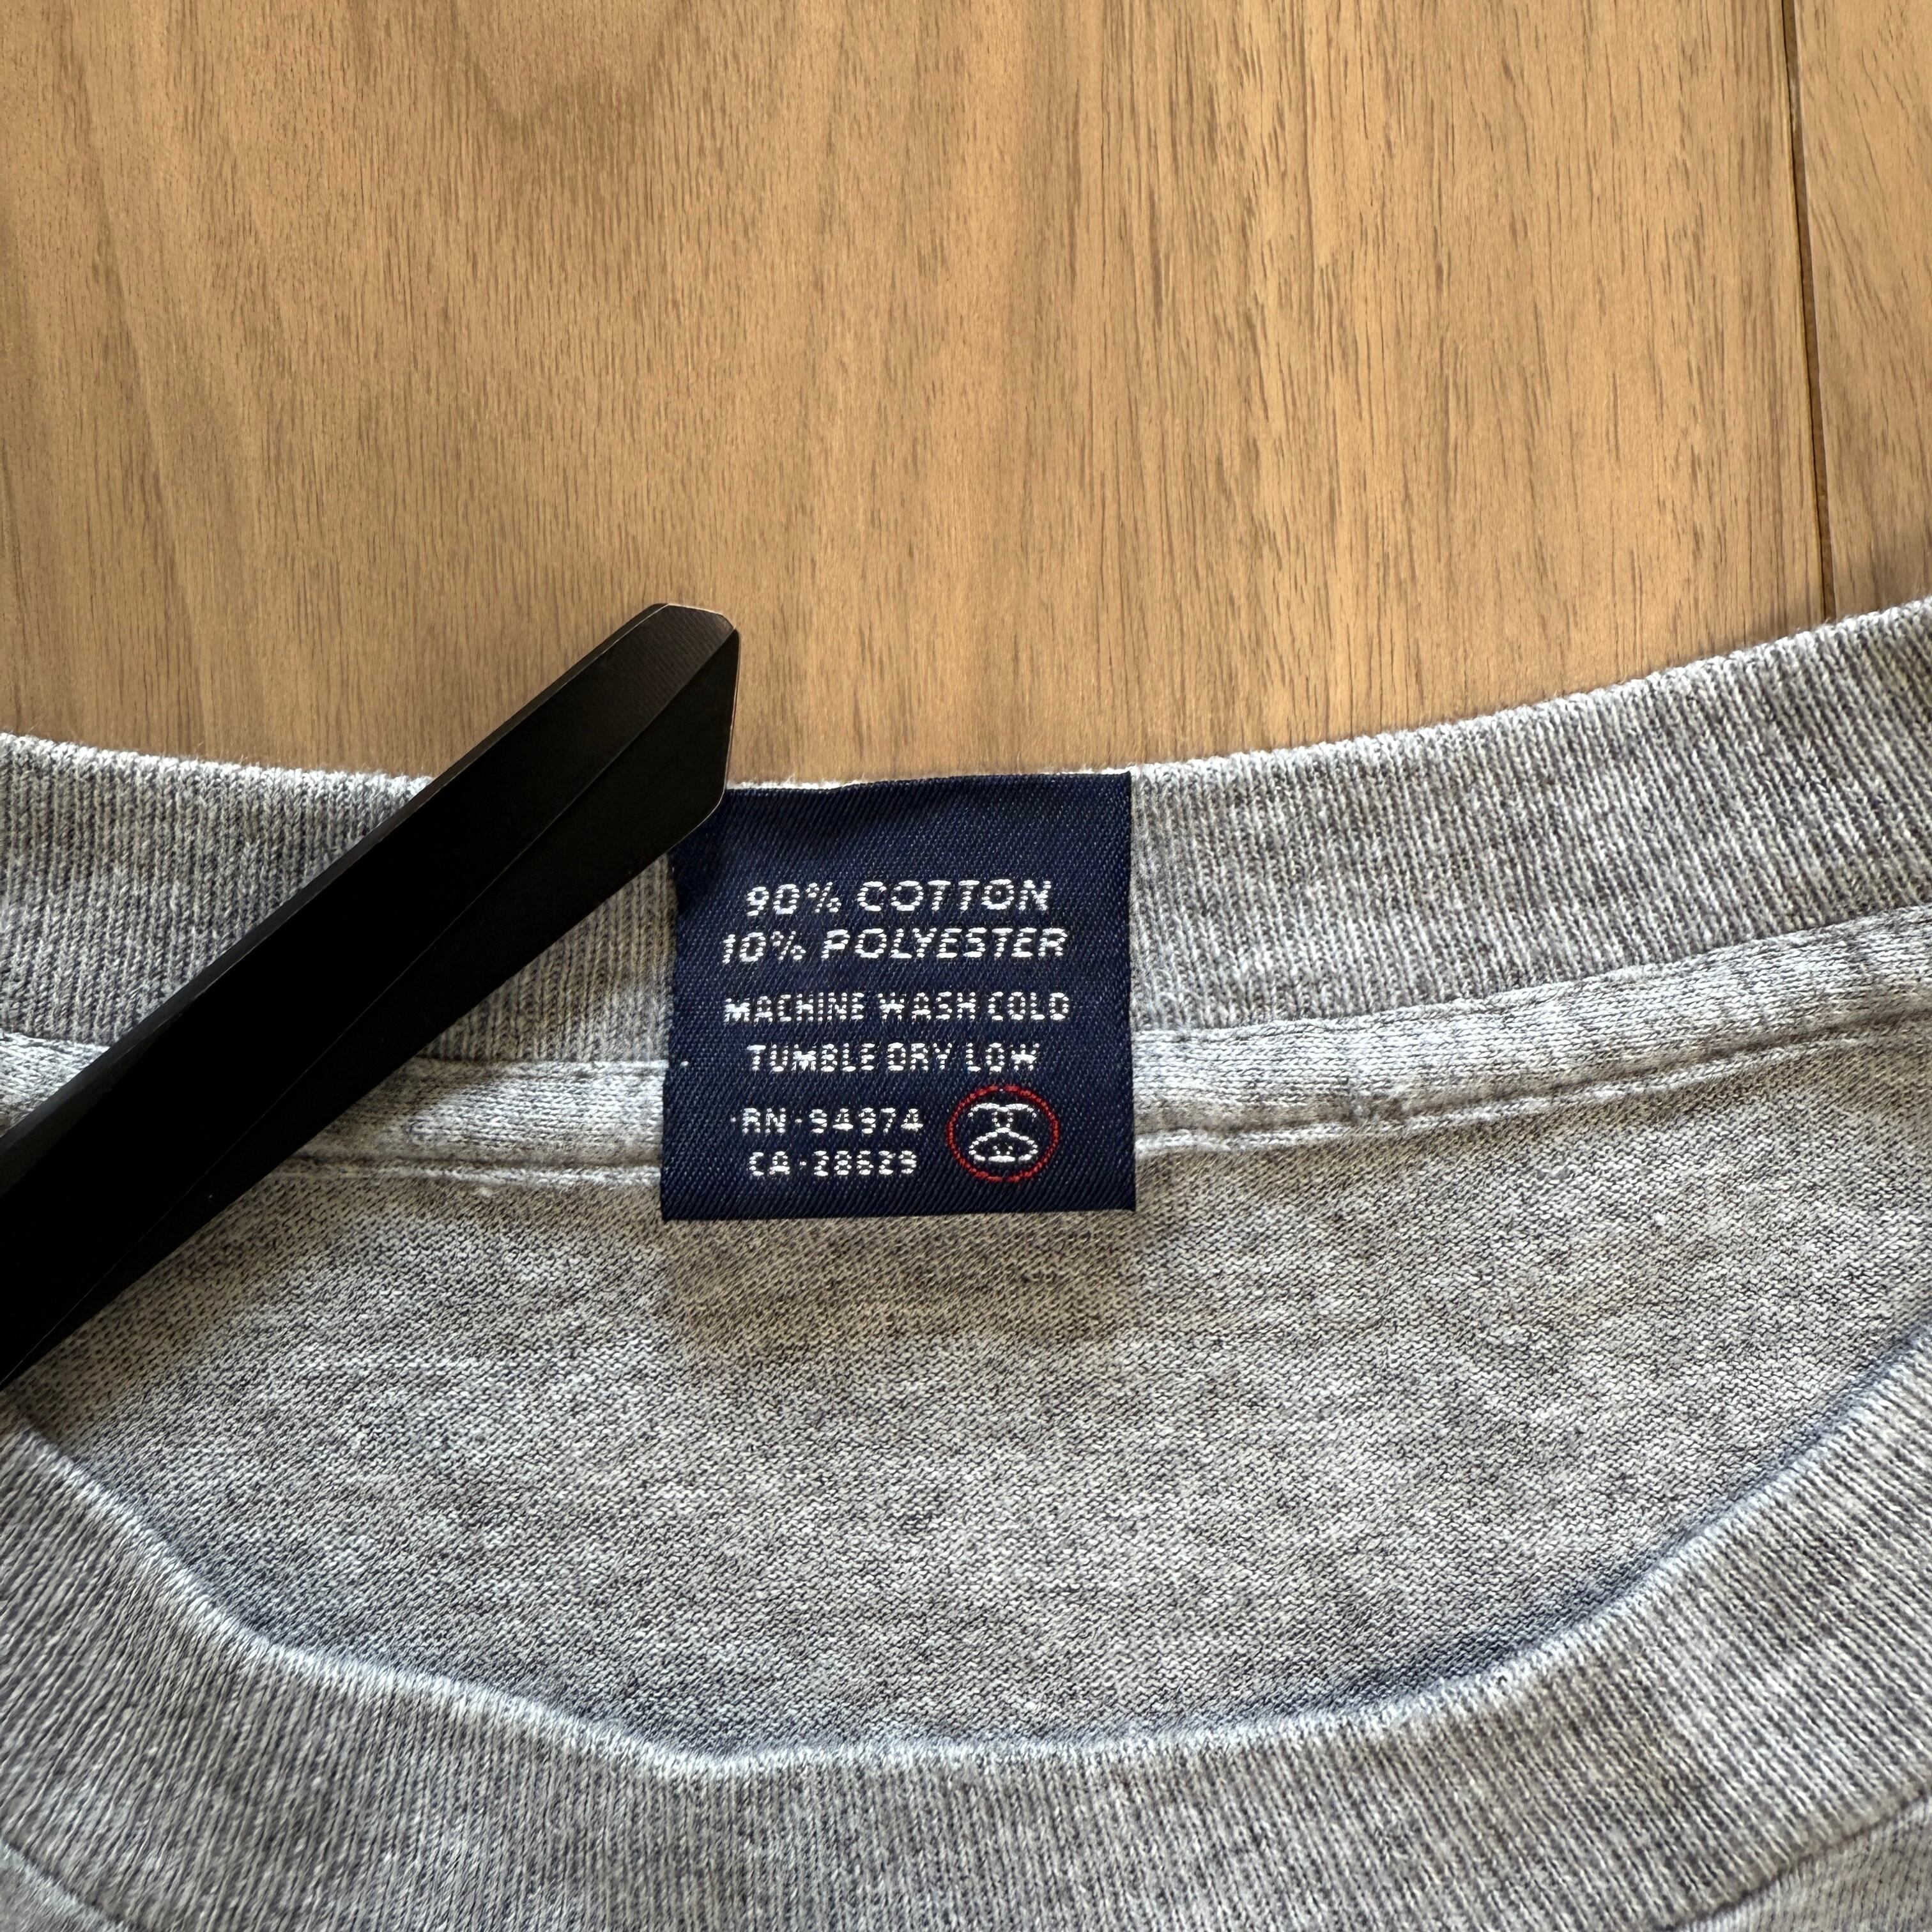 90% COTTON
10% POLYESTER
MACHINE WASH COLD
TUMBLE DRY LOW
·RN·94974
CA·28629